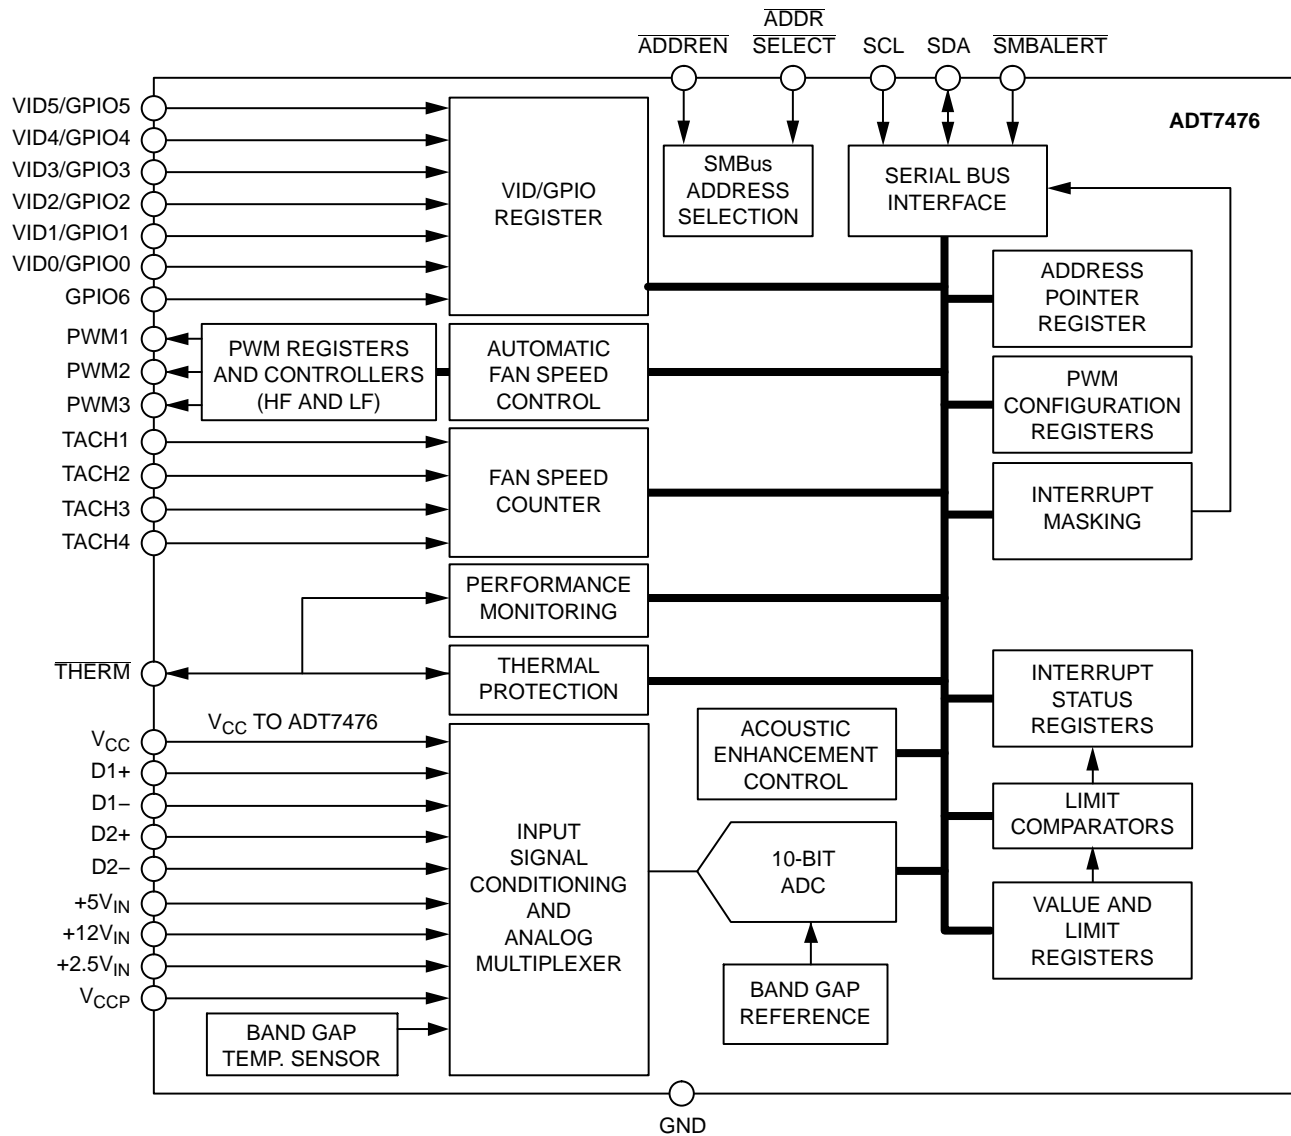 ADDR
ADDREN
SELECT
SCL
SDA
SMBALERT
ADT7476
VID5/GPIO5
VID4/GPIO4
VID3/GPIO3
VID2/GPIO2
VID1/GPIO1
VID0/GPIO0
GPIO6
VID/GPIO
REGISTER
SMBus
ADDRESS
SELECTION
SERIAL BUS
INTERFACE
ADDRESS
POINTER
REGISTER
PWM1
PWM2
PWM3
PWM REGISTERS
AND CONTROLLERS
(HF AND LF)
AUTOMATIC
FAN SPEED
CONTROL
PWM
CONFIGURATION
REGISTERS
TACH1
TACH2
TACH3
TACH4
FAN SPEED
COUNTER
INTERRUPT
MASKING
PERFORMANCE
MONITORING
THERM
THERMAL
PROTECTION
INTERRUPT
STATUS
REGISTERS
VCC TO ADT7476
VCC
D1+
D1–
D2+
D2–
+5VIN
+12VIN
+2.5VIN
VCCP
INPUT
SIGNAL
CONDITIONING
AND
ANALOG
MULTIPLEXER
ACOUSTIC
ENHANCEMENT
CONTROL
LIMIT
COMPARATORS
10-BIT
ADC
VALUE AND
LIMIT
REGISTERS
BAND GAP
REFERENCE
BAND GAP
TEMP. SENSOR
GND